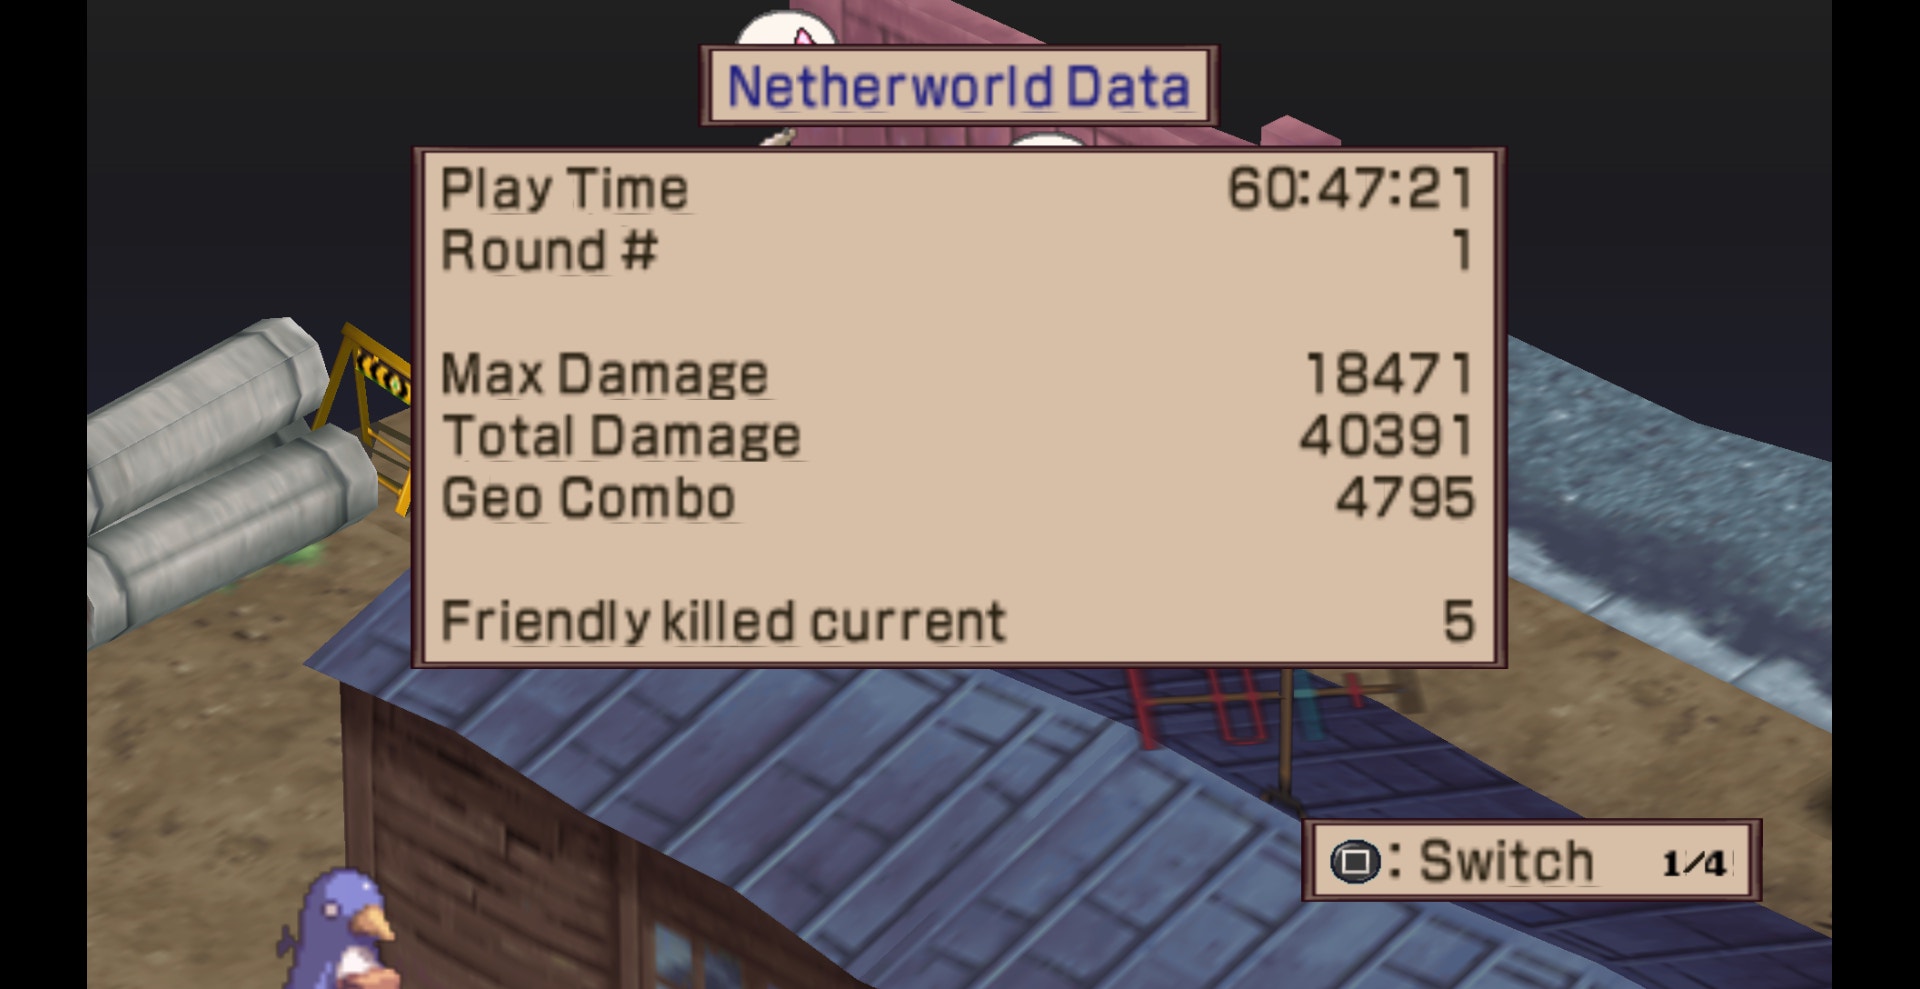 Netherworld Data
Play Time 60:47:21
Round # 1
Max Damage 18471
Total Damage 40391
Geo Combo 4795
Friendly killed current 5
: Switch 1/4